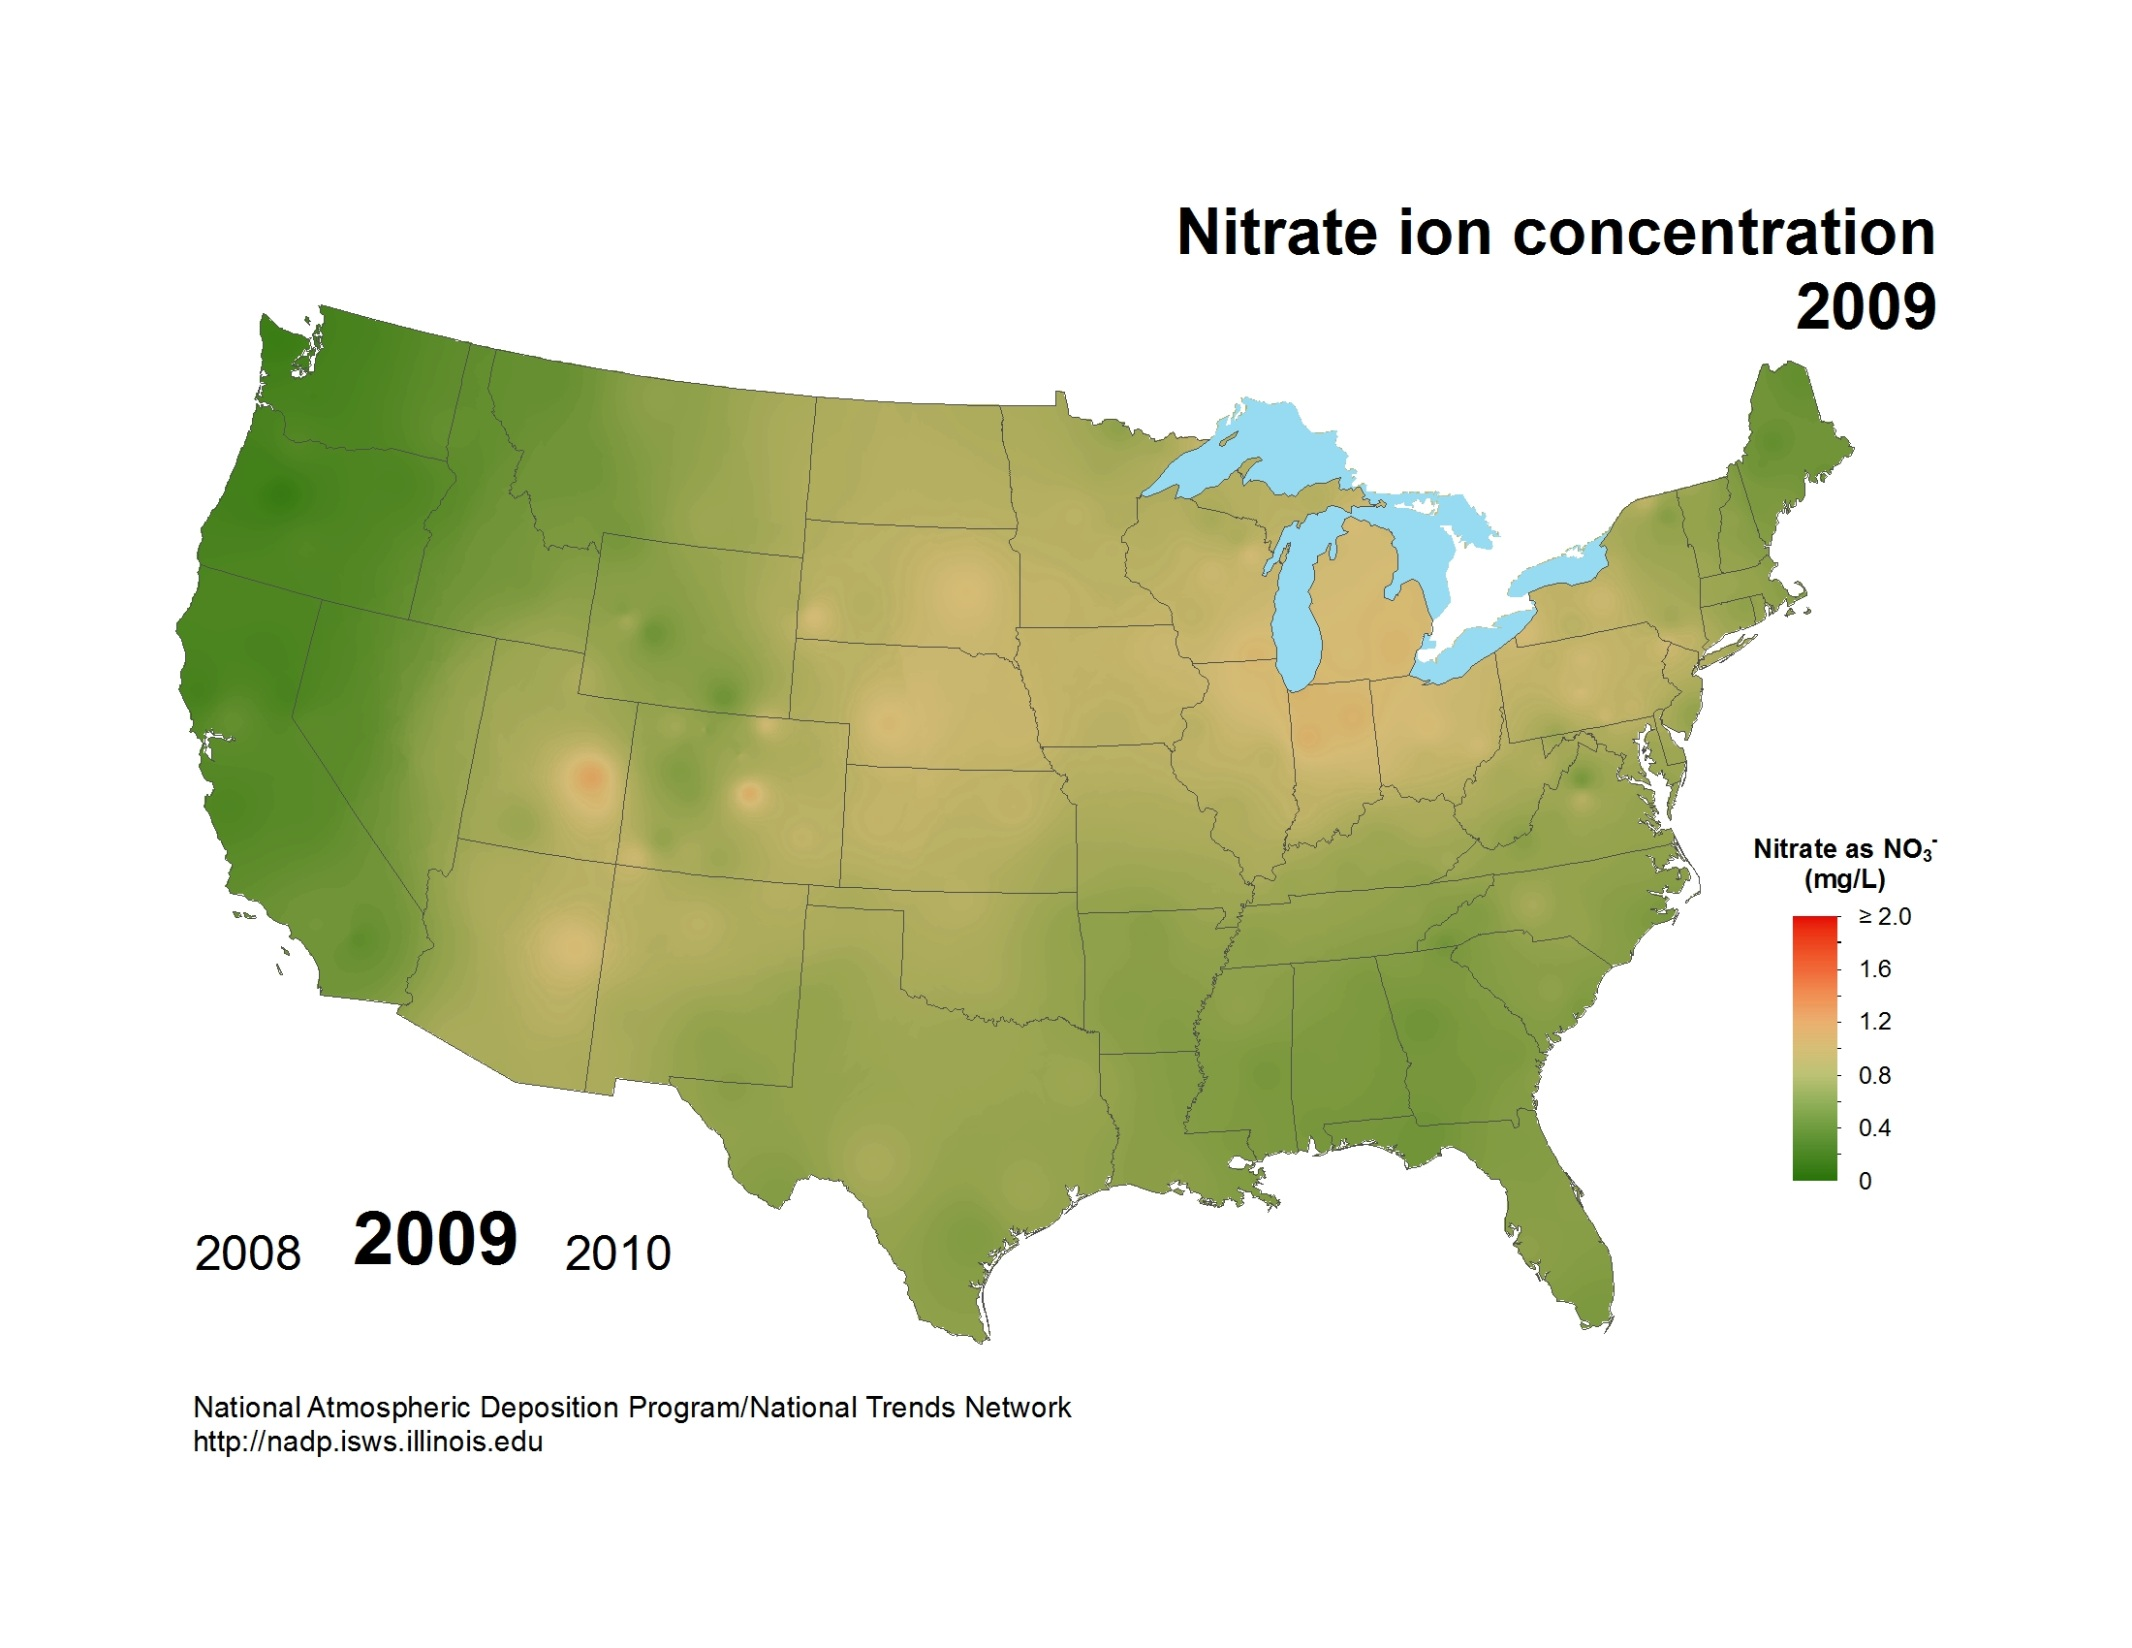 Nitrate ion concentration
2009
Nitrate as NO₃⁻
(mg/L)
≥ 2.0
1.6
1.2
0.8
0.4
0
2008 2009 2010
National Atmospheric Deposition Program/National Trends Network
http://nadp.isws.illinois.edu